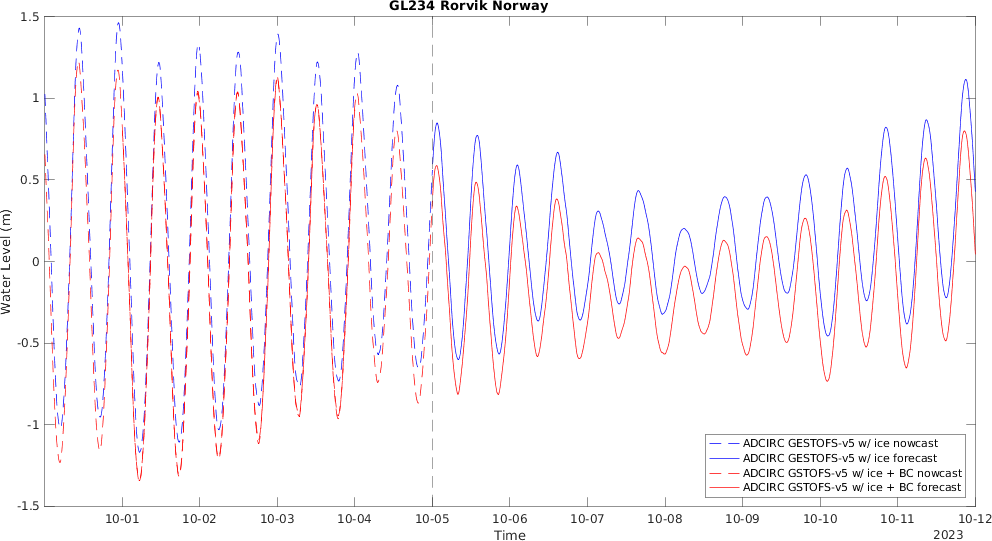 GL234 Rorvik Norway
1.5
1
0.5
0
-0.5
-1
-1.5
Water Level (m)
ADCIRC GESTOFS-v5 w/ ice nowcast
ADCIRC GESTOFS-v5 w/ ice forecast
ADCIRC GSTOFS-v5 w/ ice + BC nowcast
ADCIRC GSTOFS-v5 w/ ice + BC forecast
10-01 10-02 10-03 10-04 10-05 10-06 10-07 10-08 10-09 10-10 10-11 10-12
Time
2023